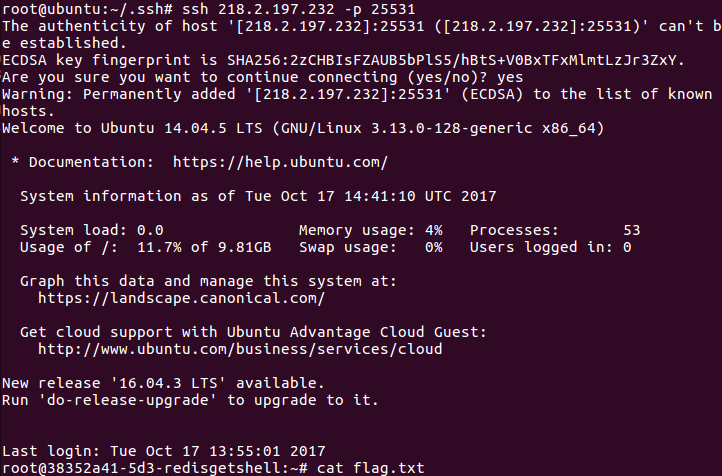 root@ubuntu:~/.ssh# ssh 218.2.197.232 -p 25531
The authenticity of host '[218.2.197.232]:25531 ([218.2.197.232]:25531)' can't b
e established.
ECDSA key fingerprint is SHA256:2zCHBIsFZAUB5bPlS5/hBtS+V0BxTFxMlmtLzJr3ZxY.
Are you sure you want to continue connecting (yes/no)? yes
Warning: Permanently added '[218.2.197.232]:25531' (ECDSA) to the list of known
hosts.
Welcome to Ubuntu 14.04.5 LTS (GNU/Linux 3.13.0-128-generic x86_64)
* Documentation:  https://help.ubuntu.com/
System information as of Tue Oct 17 14:41:10 UTC 2017
System load: 0.0                Memory usage: 4%   Processes:       53
Usage of /:  11.7% of 9.81GB   Swap usage:   0%   Users logged in: 0
Graph this data and manage this system at:
https://landscape.canonical.com/
Get cloud support with Ubuntu Advantage Cloud Guest:
http://www.ubuntu.com/business/services/cloud
New release '16.04.3 LTS' available.
Run 'do-release-upgrade' to upgrade to it.
Last login: Tue Oct 17 13:55:01 2017
root@38352a41-5d3-redisgetshell:~# cat flag.txt